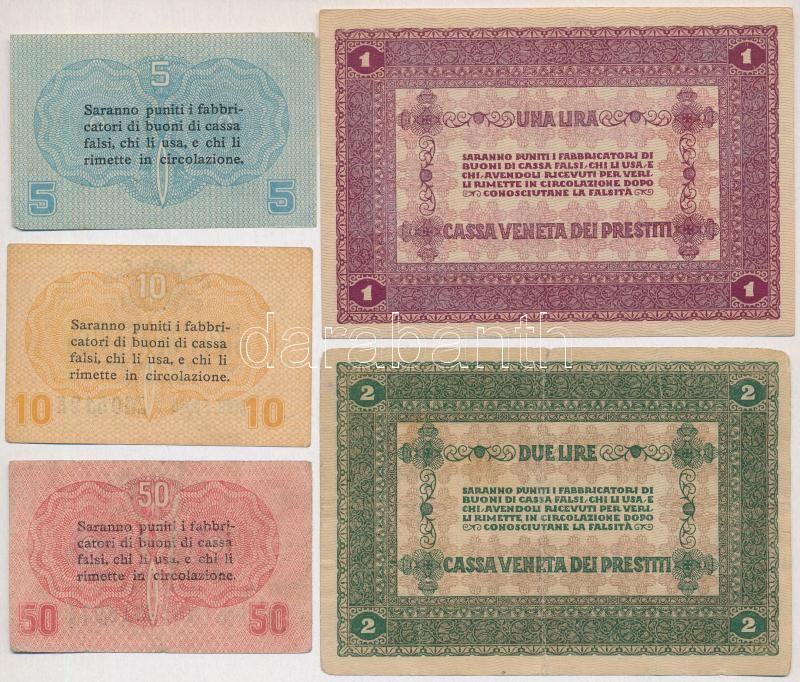 5
Saranno puniti i fabbri-
catori di buoni di cassa
falsi, chi li usa, e chi li
rimette in circolazione.
5 5
10
Saranno puniti i fabbri-
catori di buoni di cassa
falsi, chi li usa, e chi li
rimette in circolazione.
10 10
50
Saranno puniti i fabbri-
catori di buoni di cassa
falsi, chi li usa, e chi li
rimette in circolazione.
50 50
1 1
UNA LIRA
SARANNO PUNITI I FABBRICATORI DI
BUONI DI CASSA FALSI, CHI LI USA, E
CHI, AVENDOLI RICEVUTI PER VERI,
LI RIMETTE IN CIRCOLAZIONE DOPO
CONOSCIUTANE LA FALSITÀ
CASSA VENETA DEI PRESTITI
1 1
darabanth
2 2
DUE LIRE
SARANNO PUNITI I FABBRICATORI DI
BUONI DI CASSA FALSI, CHI LI USA, E
CHI, AVENDOLI RICEVUTI PER VERI,
LI RIMETTE IN CIRCOLAZIONE DOPO
CONOSCIUTANE LA FALSITÀ
CASSA VENETA DEI PRESTITI
2 2